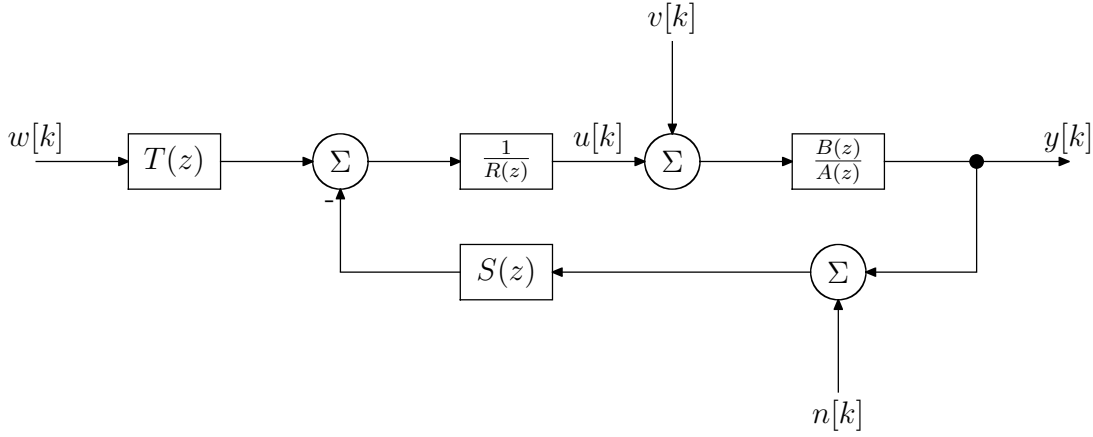 v[k]
w[k]
T(z)
Σ
1/R(z)
u[k]
Σ
B(z)/A(z)
y[k]
-
S(z)
Σ
n[k]